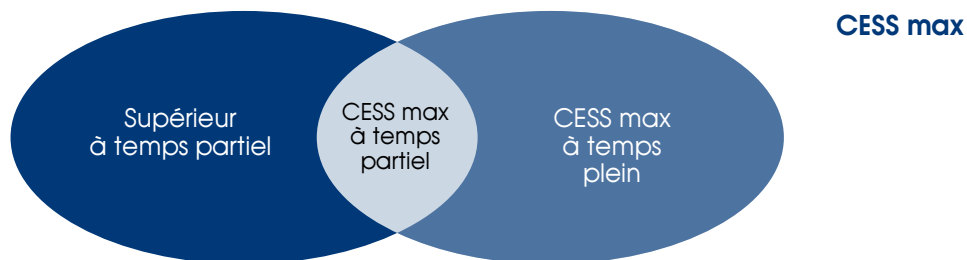 CESS max
Supérieur
à temps partiel
CESS max
à temps
partiel
CESS max
à temps
plein